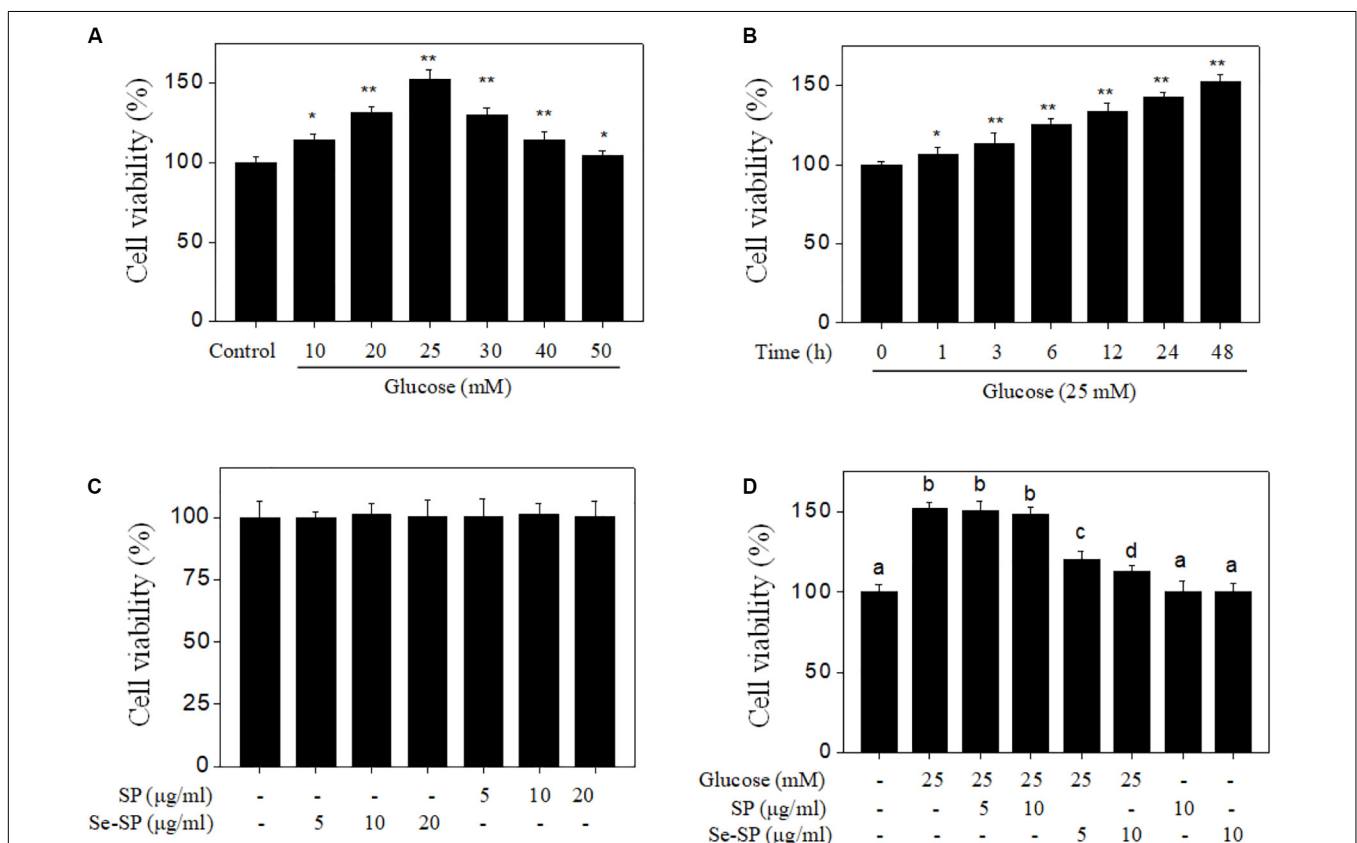 A
Cell viability (%)
150
100
50
0
*
**
**
**
*
*
Control 10 20 25 30 40 50
Glucose (mM)
B
Cell viability (%)
150
100
50
0
*
**
**
**
**
**
Time (h) 0 1 3 6 12 24 48
Glucose (25 mM)
C
Cell viability (%)
100
75
50
25
0
SP (µg/ml) - - - - 5 10 20
Se-SP (µg/ml) - 5 10 20 - - -
D
Cell viability (%)
150
100
50
0
a b b b c d a a
Glucose (mM) - 25 25 25 25 25 - -
SP (µg/ml) - - 5 10 - - 10 -
Se-SP (µg/ml) - - - - 5 10 - 10